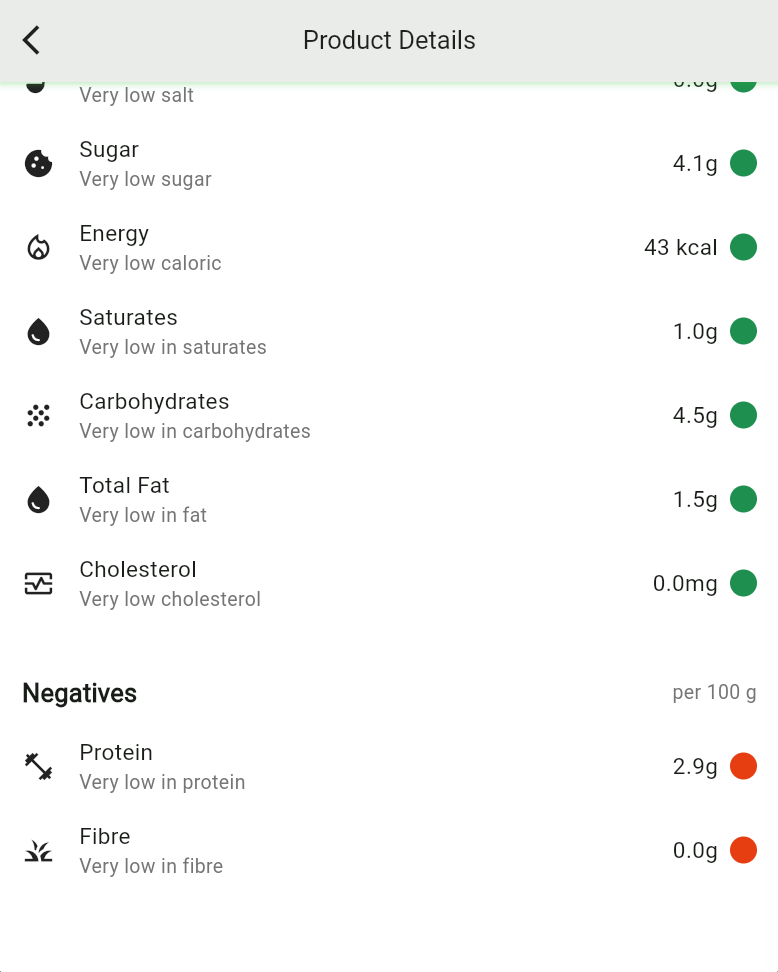 Product Details
Very low salt
Sugar
Very low sugar
4.1g
Energy
Very low caloric
43 kcal
Saturates
Very low in saturates
1.0g
Carbohydrates
Very low in carbohydrates
4.5g
Total Fat
Very low in fat
1.5g
Cholesterol
Very low cholesterol
0.0mg
Negatives
per 100 g
Protein
Very low in protein
2.9g
Fibre
Very low in fibre
0.0g